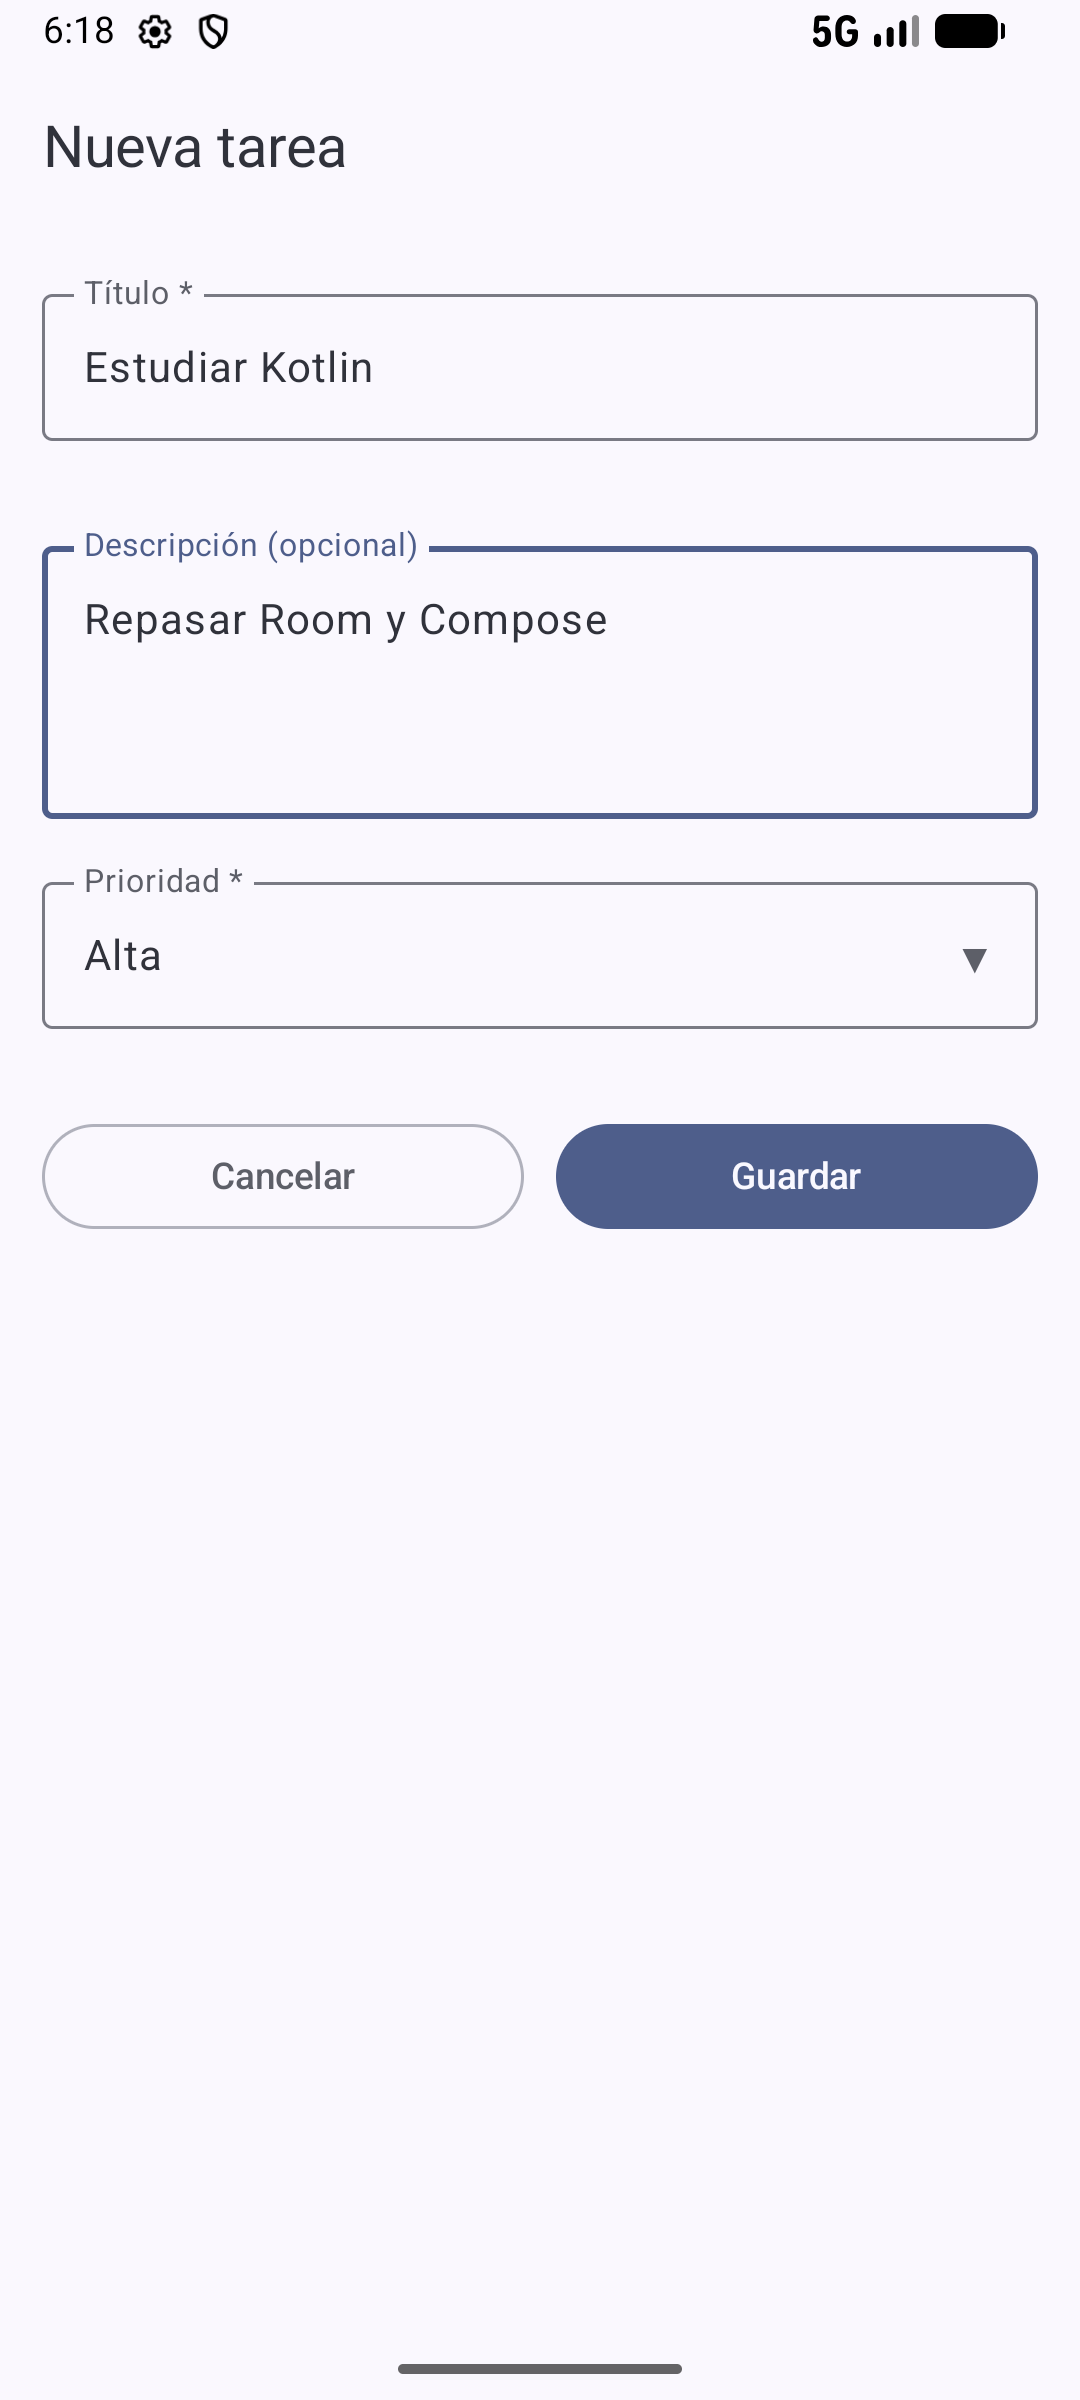 6:18 5G
Nueva tarea
Título *
Estudiar Kotlin
Descripción (opcional)
Repasar Room y Compose
Prioridad *
Alta ▼
Cancelar Guardar